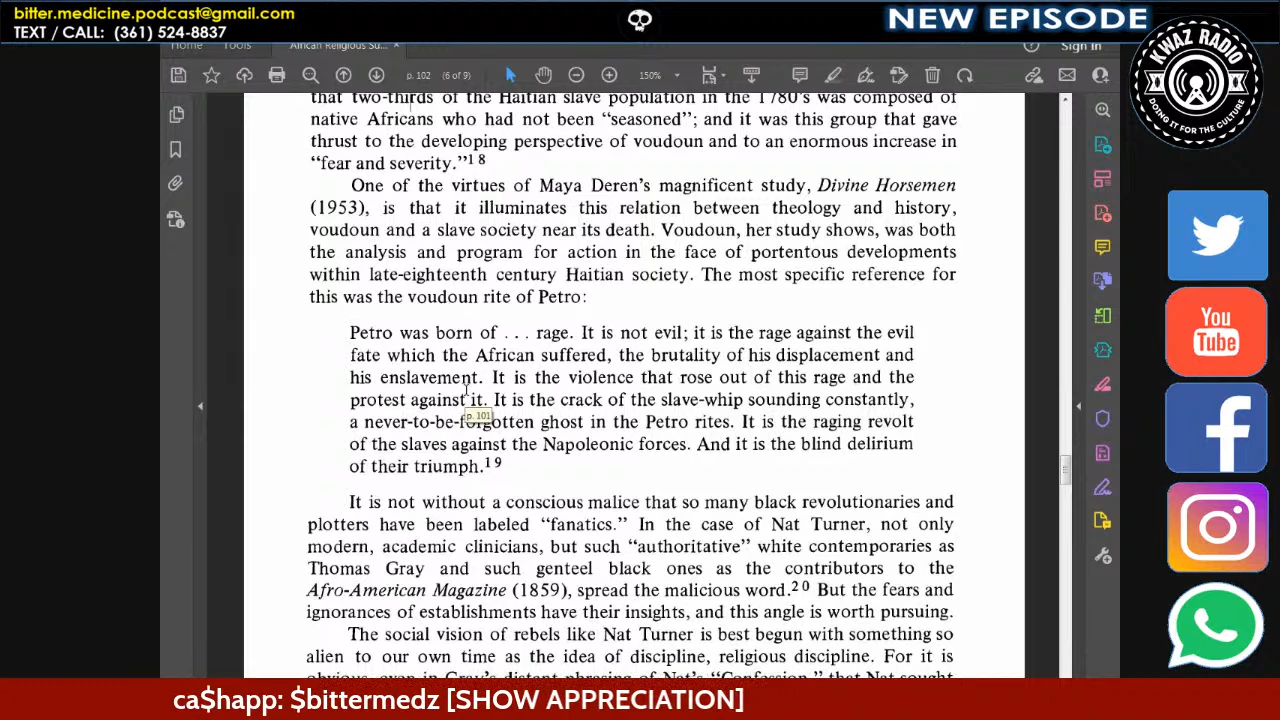 bitter.medicine.podcast@gmail.com
TEXT / CALL: (361) 524-8837
NEW EPISODE
KWAZ RADIO
DOING IT FOR THE CULTURE
Home Tools African Religious Su... × Sign In
p. 102 (6 of 9) 150%
that two-thirds of the Haitian slave population in the 1780's was composed of
native Africans who had not been "seasoned"; and it was this group that gave
thrust to the developing perspective of voudoun and to an enormous increase in
"fear and severity."18
One of the virtues of Maya Deren's magnificent study, Divine Horsemen
(1953), is that it illuminates this relation between theology and history,
voudoun and a slave society near its death. Voudoun, her study shows, was both
the analysis and program for action in the face of portentous developments
within late-eighteenth century Haitian society. The most specific reference for
this was the voudoun rite of Petro:
Petro was born of . . . rage. It is not evil; it is the rage against the evil
fate which the African suffered, the brutality of his displacement and
his enslavement. It is the violence that rose out of this rage and the
protest against it. It is the crack of the slave-whip sounding constantly,
p. 101
a never-to-be-forgotten ghost in the Petro rites. It is the raging revolt
of the slaves against the Napoleonic forces. And it is the blind delirium
of their triumph.19
It is not without a conscious malice that so many black revolutionaries and
plotters have been labeled "fanatics." In the case of Nat Turner, not only
modern, academic clinicians, but such "authoritative" white contemporaries as
Thomas Gray and such genteel black ones as the contributors to the
Afro-American Magazine (1859), spread the malicious word.20 But the fears and
ignorances of establishments have their insights, and this angle is worth pursuing.
The social vision of rebels like Nat Turner is best begun with something so
alien to our own time as the idea of discipline, religious discipline. For it is
obvious, even in Gray's distant phrasing of Nat's "Confession," that Nat sought
You
Tube
ca$happ: $bittermedz [SHOW APPRECIATION]